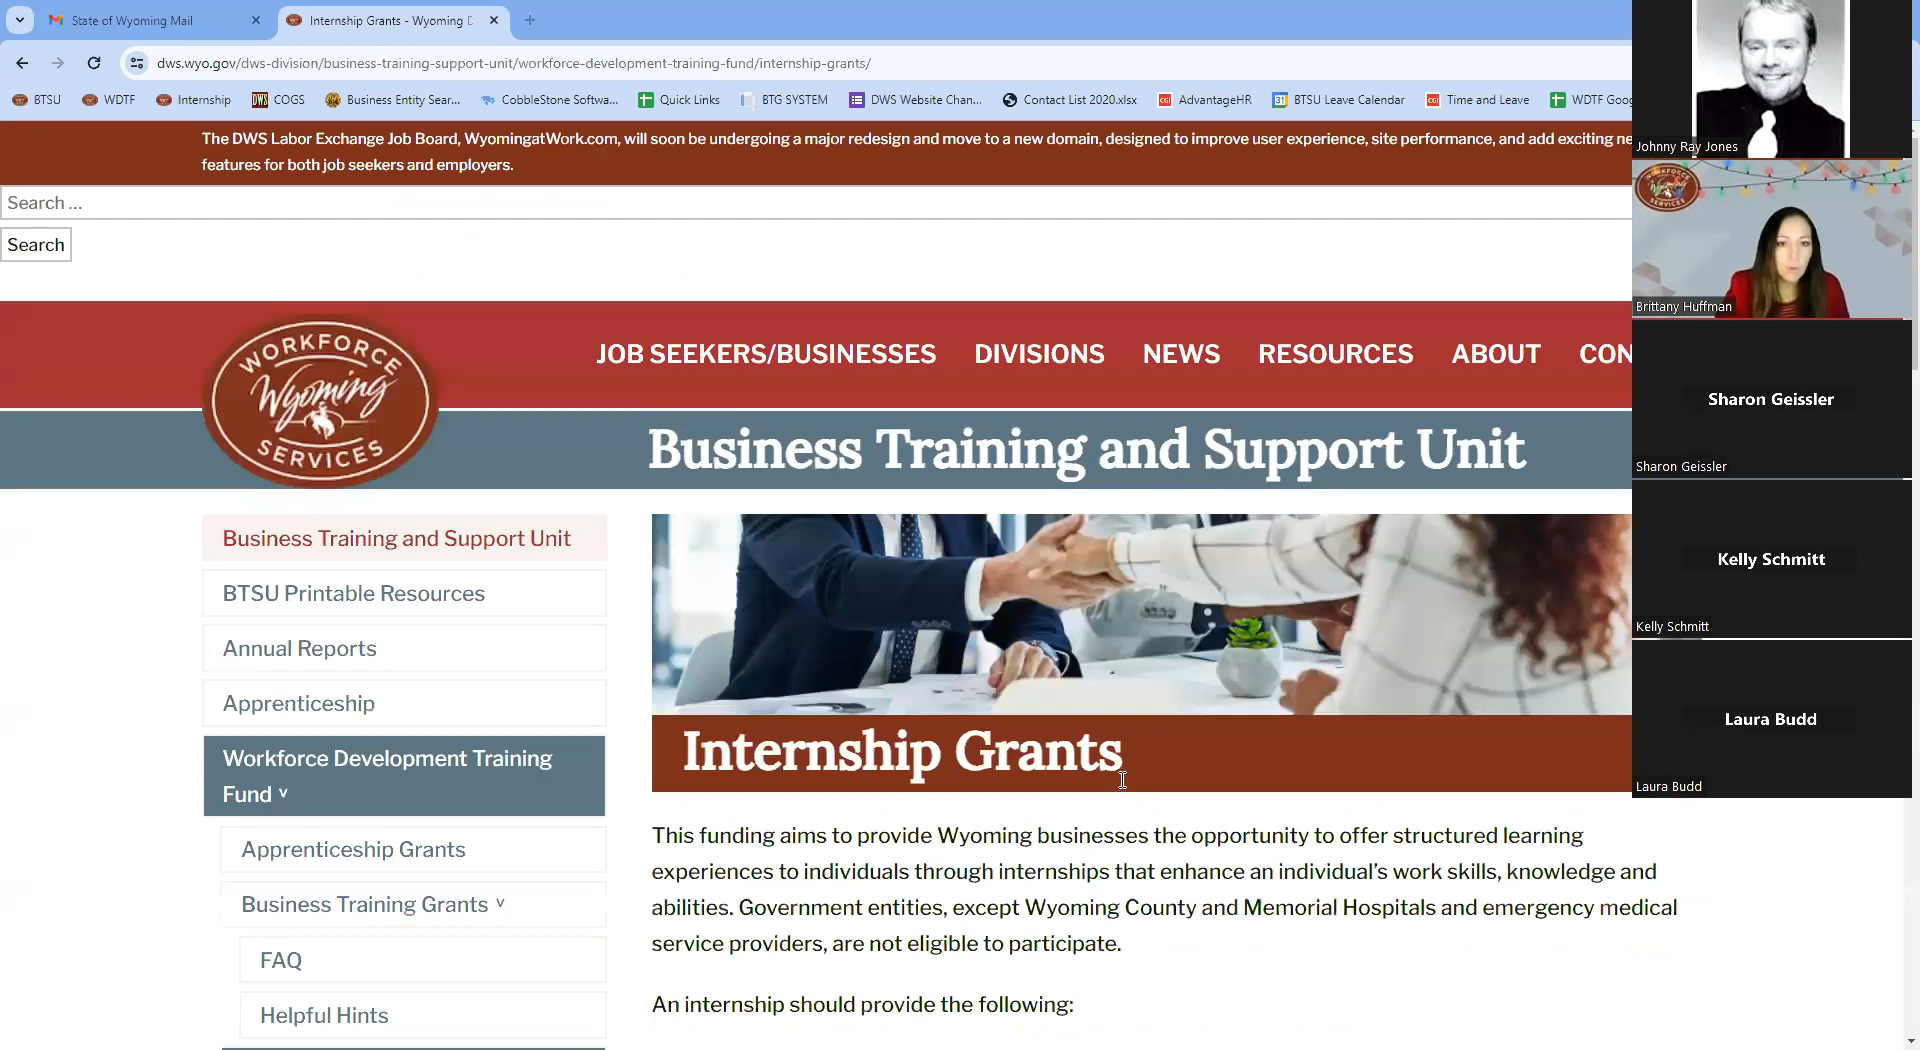 State of Wyoming Mail
Internship Grants - Wyoming D
dws.wyo.gov/dws-division/business-training-support-unit/workforce-development-training-fund/internship-grants/
BTSU
WDTF
Internship
DWS
COGS
Business Entity Sear...
CobbleStone Softwa...
Quick Links
BTG SYSTEM
DWS Website Chan...
Contact List 2020.xlsx
AdvantageHR
BTSU Leave Calendar
Time and Leave
WDTF Goog
The DWS Labor Exchange Job Board, WyomingatWork.com, will soon be undergoing a major redesign and move to a new domain, designed to improve user experience, site performance, and add exciting ne
features for both job seekers and employers.
Search ...
Search
WORKFORCE
Wyoming
SERVICES
JOB SEEKERS/BUSINESSES
DIVISIONS
NEWS
RESOURCES
ABOUT
CON
Business Training and Support Unit
Business Training and Support Unit
BTSU Printable Resources
Annual Reports
Apprenticeship
Workforce Development Training
Fund
Apprenticeship Grants
Business Training Grants
FAQ
Helpful Hints
Internship Grants
This funding aims to provide Wyoming businesses the opportunity to offer structured learning
experiences to individuals through internships that enhance an individual's work skills, knowledge and
abilities. Government entities, except Wyoming County and Memorial Hospitals and emergency medical
service providers, are not eligible to participate.
An internship should provide the following:
Johnny Ray Jones
WORKFORCE
Wyoming
SERVICES
Brittany Huffman
Sharon Geissler
Sharon Geissler
Kelly Schmitt
Kelly Schmitt
Laura Budd
Laura Budd